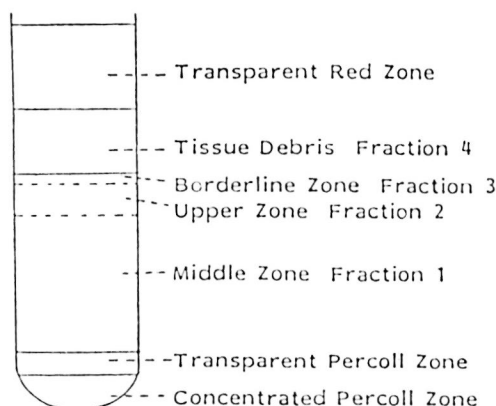 Transparent Red Zone
Tissue Debris Fraction 4
Borderline Zone Fraction 3
Upper Zone Fraction 2
Middle Zone Fraction 1
Transparent Percoll Zone
Concentrated Percoll Zone